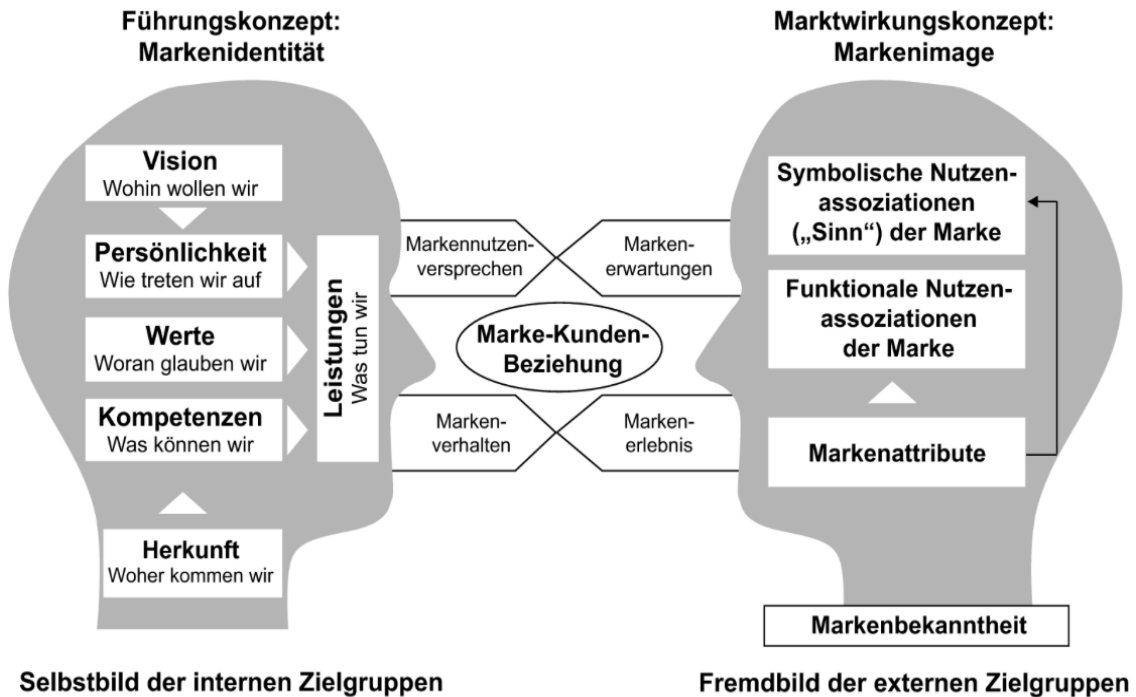 Führungskonzept:
Markenidentität
Vision
Wohin wollen wir
Persönlichkeit
Wie treten wir auf
Werte
Woran glauben wir
Kompetenzen
Was können wir
Herkunft
Woher kommen wir
Leistungen
Was tun wir
Selbstbild der internen Zielgruppen
Markennutzen-
versprechen
Marken-
erwartungen
Marke-Kunden-
Beziehung
Marken-
verhalten
Marken-
erlebnis
Marktwirkungskonzept:
Markenimage
Symbolische Nutzen-
assoziationen
(„Sinn“) der Marke
Funktionale Nutzen-
assoziationen
der Marke
Markenattribute
Markenbekanntheit
Fremdbild der externen Zielgruppen